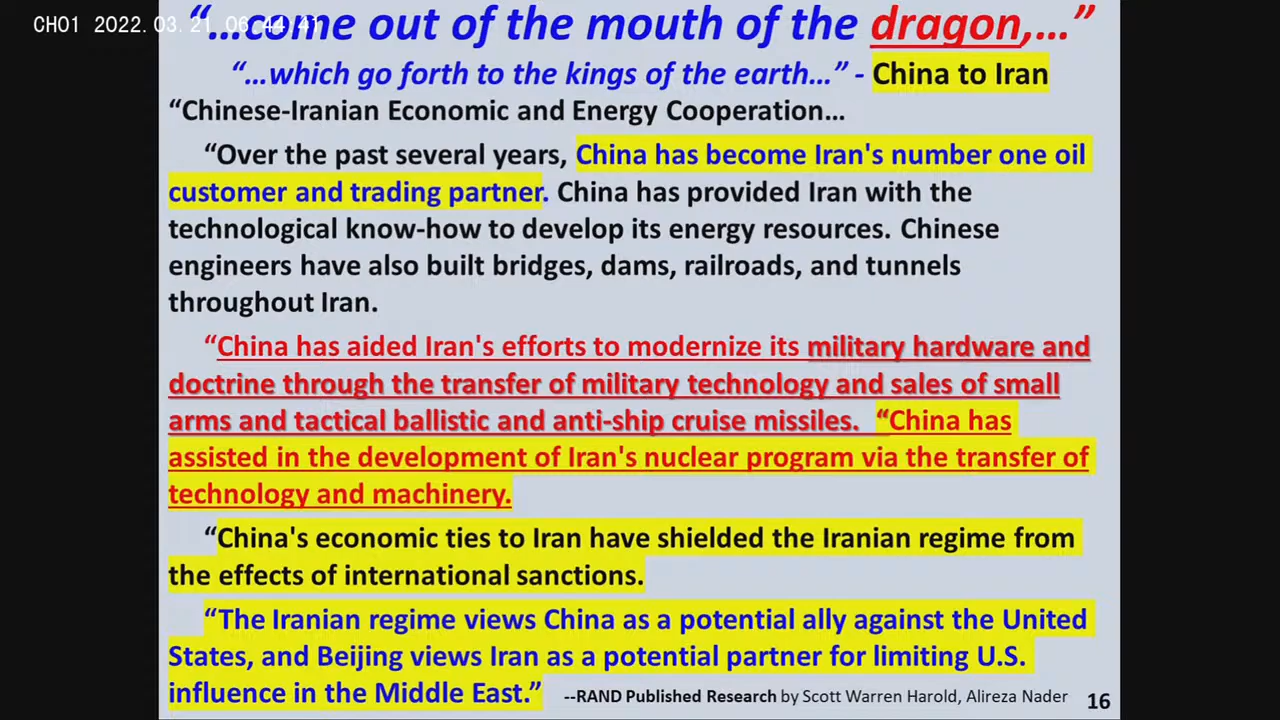 CH01 2022.03.21 06:44:41
“…come out of the mouth of the dragon,…”
“…which go forth to the kings of the earth…” - China to Iran
“Chinese-Iranian Economic and Energy Cooperation…
“Over the past several years, China has become Iran's number one oil
customer and trading partner. China has provided Iran with the
technological know-how to develop its energy resources. Chinese
engineers have also built bridges, dams, railroads, and tunnels
throughout Iran.
“China has aided Iran's efforts to modernize its military hardware and
doctrine through the transfer of military technology and sales of small
arms and tactical ballistic and anti-ship cruise missiles. “China has
assisted in the development of Iran's nuclear program via the transfer of
technology and machinery.
“China's economic ties to Iran have shielded the Iranian regime from
the effects of international sanctions.
“The Iranian regime views China as a potential ally against the United
States, and Beijing views Iran as a potential partner for limiting U.S.
influence in the Middle East.” --RAND Published Research by Scott Warren Harold, Alireza Nader 16